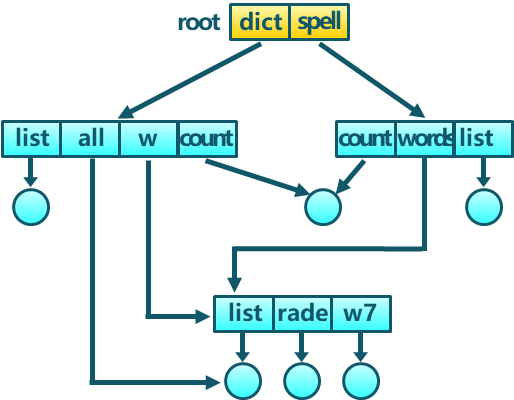 root dict spell
list all w count
count words list
list rade w7